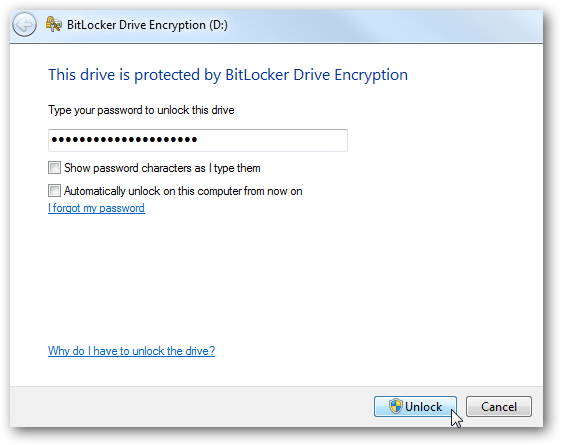 BitLocker Drive Encryption (D:)
This drive is protected by BitLocker Drive Encryption
Type your password to unlock this drive
●●●●●●●●●●●●●●●●●●●●●
Show password characters as I type them
Automatically unlock on this computer from now on
I forgot my password
Why do I have to unlock the drive?
Unlock
Cancel